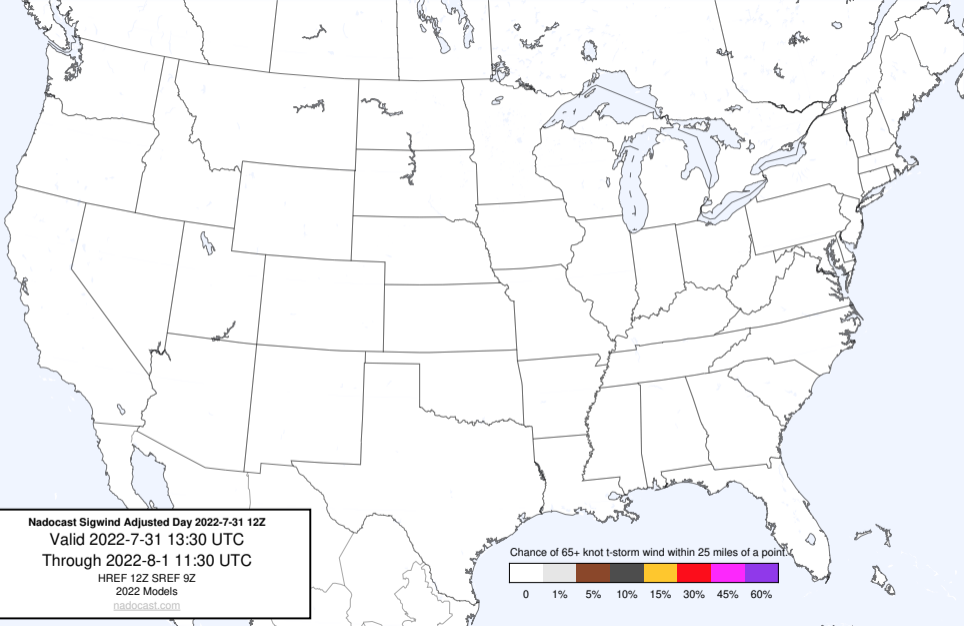 Nadocast Sigwind Adjusted Day 2022-7-31 12Z
Valid 2022-7-31 13:30 UTC
Through 2022-8-1 11:30 UTC
HREF 12Z SREF 9Z
2022 Models
nadocast.com
Chance of 65+ knot t-storm wind within 25 miles of a point.
0 1% 5% 10% 15% 30% 45% 60%